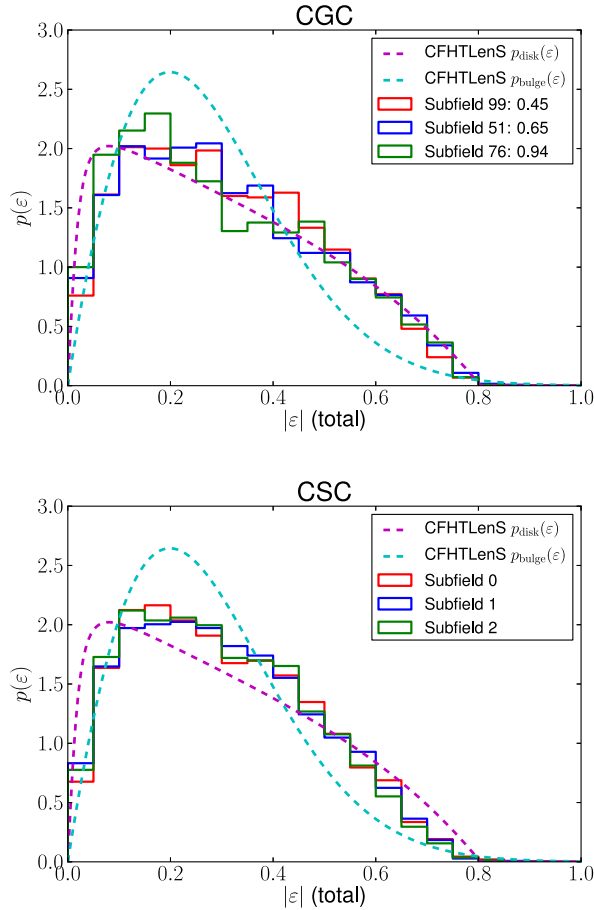 CGC
3.0
2.5
2.0
1.5
1.0
0.5
0.0
p(ε)
CFHTLenS p_disk(ε)
CFHTLenS p_bulge(ε)
Subfield 99: 0.45
Subfield 51: 0.65
Subfield 76: 0.94
0.0 0.2 0.4 0.6 0.8 1.0
|ε| (total)
CSC
3.0
2.5
2.0
1.5
1.0
0.5
0.0
p(ε)
CFHTLenS p_disk(ε)
CFHTLenS p_bulge(ε)
Subfield 0
Subfield 1
Subfield 2
0.0 0.2 0.4 0.6 0.8 1.0
|ε| (total)